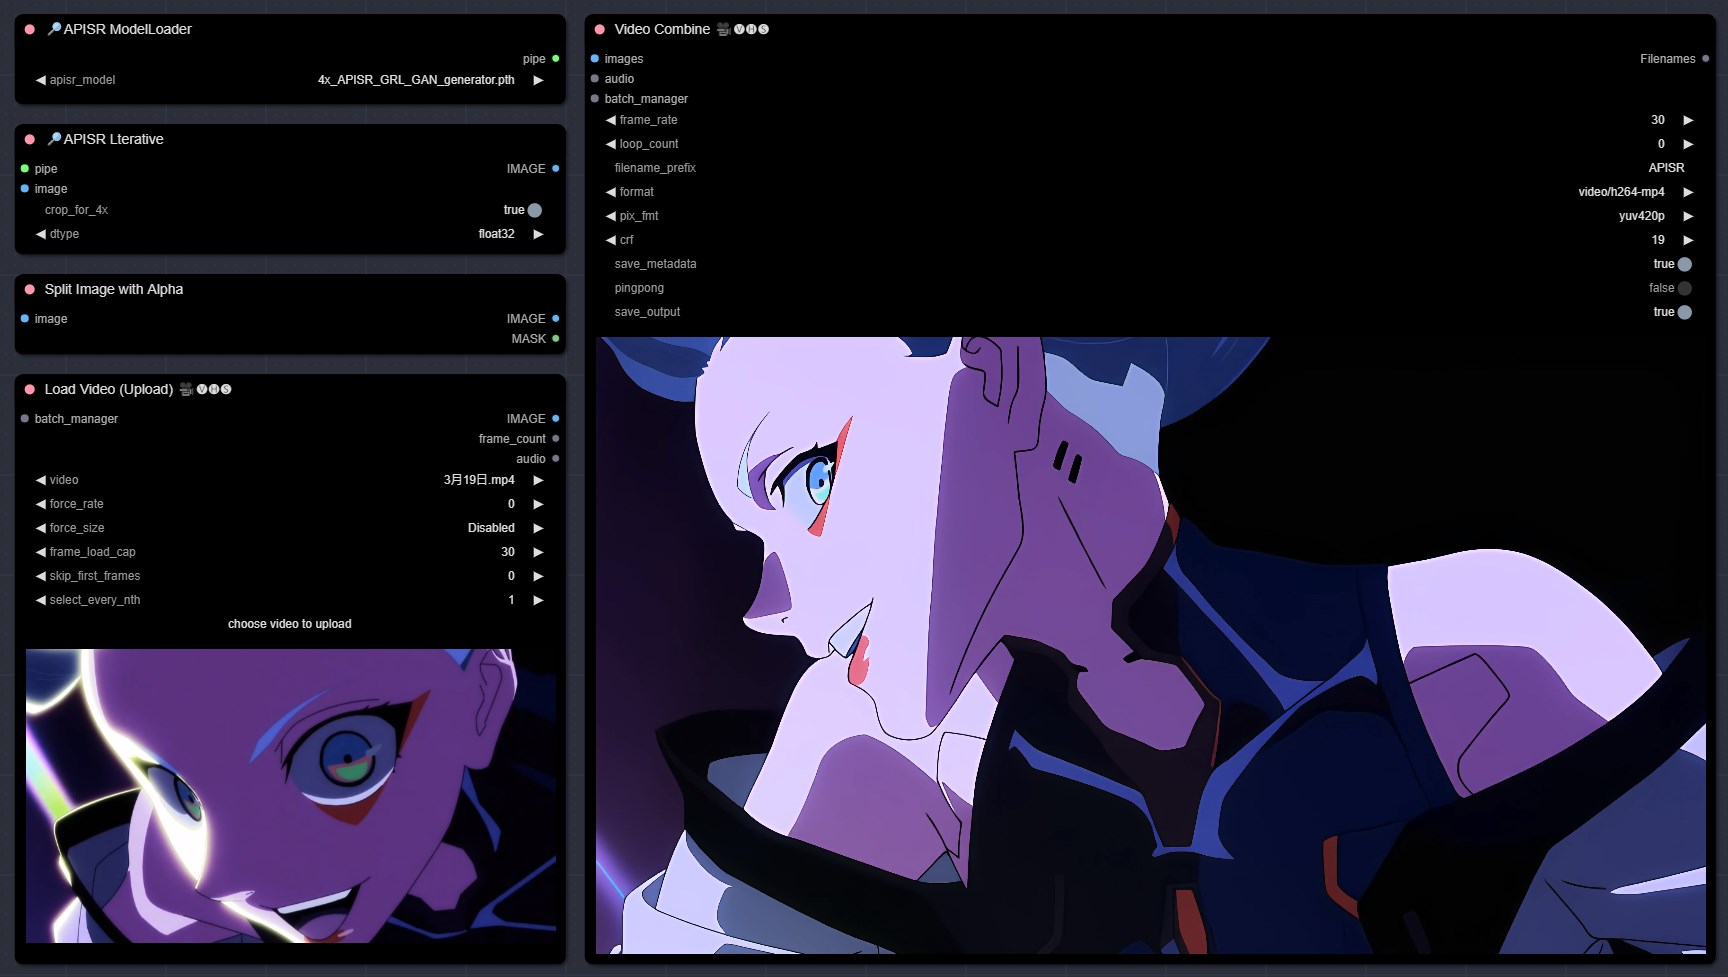 🔎APISR ModelLoader
pipe
apisr_model 4x_APISR_GRL_GAN_generator.pth
🔎APISR Lterative
pipe IMAGE
image
crop_for_4x true
dtype float32
Split Image with Alpha
image IMAGE
MASK
Load Video (Upload) 🎥🅥🅗🅢
batch_manager IMAGE
frame_count
audio
video 3月19日.mp4
force_rate 0
force_size Disabled
frame_load_cap 30
skip_first_frames 0
select_every_nth 1
choose video to upload
Video Combine 🎥🅥🅗🅢
images Filenames
audio
batch_manager
frame_rate 30
loop_count 0
filename_prefix APISR
format video/h264-mp4
pix_fmt yuv420p
crf 19
save_metadata true
pingpong false
save_output true